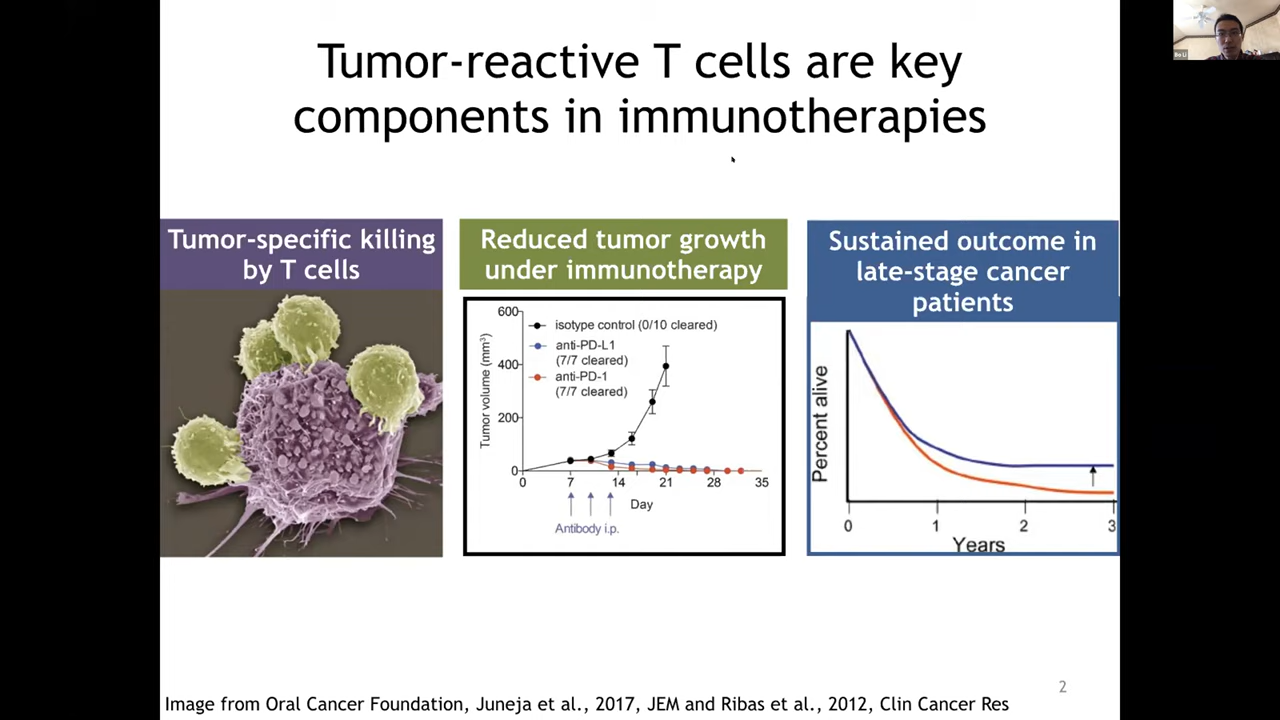 Tumor-reactive T cells are key
components in immunotherapies
Bo Li
Tumor-specific killing
by T cells
Reduced tumor growth
under immunotherapy
600
400
200
0
Tumor volume (mm³)
isotype control (0/10 cleared)
anti-PD-L1
(7/7 cleared)
anti-PD-1
(7/7 cleared)
0 7 14 21 28 35
Day
Antibody i.p.
Sustained outcome in
late-stage cancer
patients
Percent alive
0 1 2 3
Years
2
Image from Oral Cancer Foundation, Juneja et al., 2017, JEM and Ribas et al., 2012, Clin Cancer Res